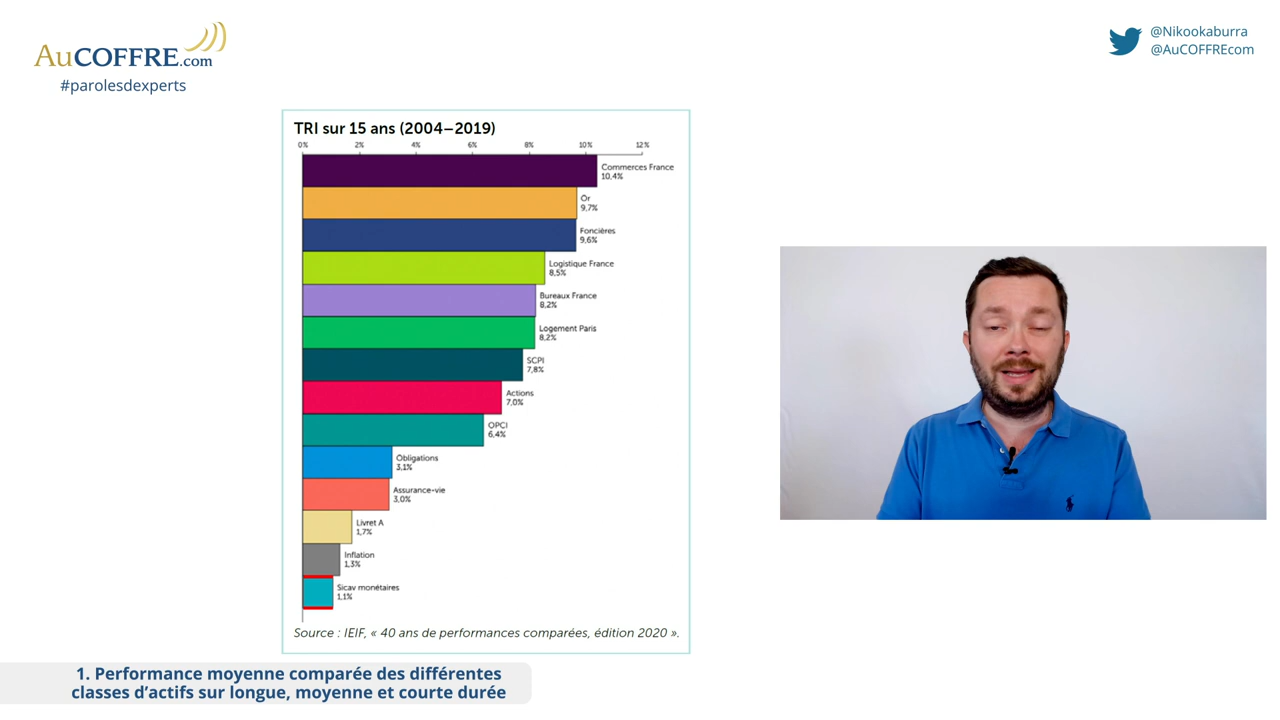 AuCOFFRE.com
#parolesdexperts
@Nikookaburra
@AuCOFFREcom
TRI sur 15 ans (2004–2019)
0% 2% 4% 6% 8% 10% 12%
Commerces France
10,4%
Or
9,7%
Foncières
9,6%
Logistique France
8,5%
Bureaux France
8,2%
Logement Paris
8,2%
SCPI
7,8%
Actions
7,0%
OPCI
6,4%
Obligations
3,1%
Assurance-vie
3,0%
Livret A
1,7%
Inflation
1,3%
Sicav monétaires
1,1%
Source : IEIF, « 40 ans de performances comparées, édition 2020 ».
1. Performance moyenne comparée des différentes
classes d’actifs sur longue, moyenne et courte durée